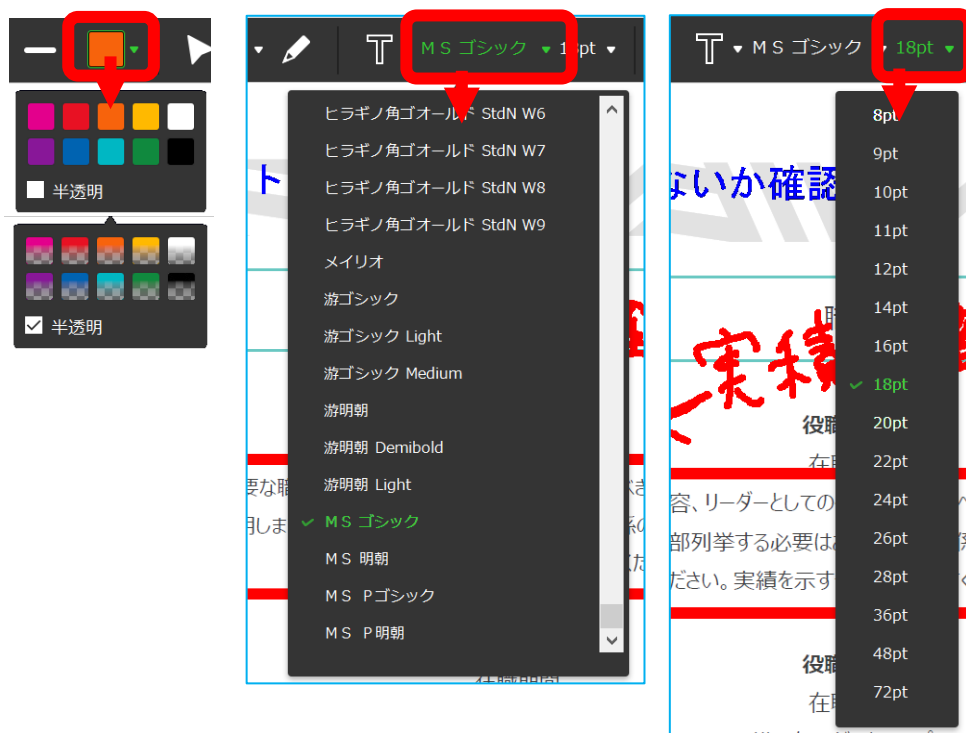 半透明
半透明
ＭＳ ゴシック
pt
ヒラギノ角ゴオールド StdN W6
ヒラギノ角ゴオールド StdN W7
ヒラギノ角ゴオールド StdN W8
ヒラギノ角ゴオールド StdN W9
メイリオ
游ゴシック
游ゴシック Light
游ゴシック Medium
游明朝
游明朝 Demibold
游明朝 Light
ＭＳ ゴシック
ＭＳ 明朝
ＭＳ Ｐゴシック
ＭＳ Ｐ明朝
ト
要な職
明しま
在職期間
ＭＳ ゴシック 18pt
8pt
9pt
10pt
11pt
12pt
14pt
16pt
18pt
20pt
22pt
24pt
26pt
28pt
36pt
48pt
72pt
ないか確認
実積
役職
在
容、リーダーとしての
部列挙する必要は
ださい。実績を示す
役職
在